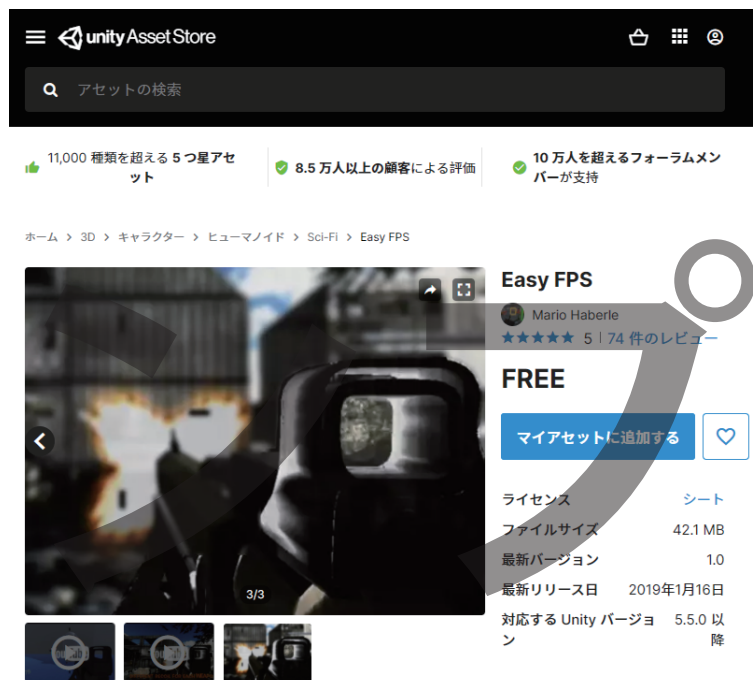 unity Asset Store
アセットの検索
11,000 種類を超える 5 つ星アセ
ット
8.5 万人以上の顧客による評価
10 万人を超えるフォーラムメン
バーが支持
ホーム > 3D > キャラクター > ヒューマノイド > Sci-Fi > Easy FPS
Easy FPS
Mario Haberle
★★★★★ 5 | 74 件のレビュー
FREE
マイアセットに追加する
ライセンス シート
ファイルサイズ 42.1 MB
最新バージョン 1.0
最新リリース日 2019年1月16日
対応する Unity バージョ 5.5.0 以
ン 降
3/3
ンプ